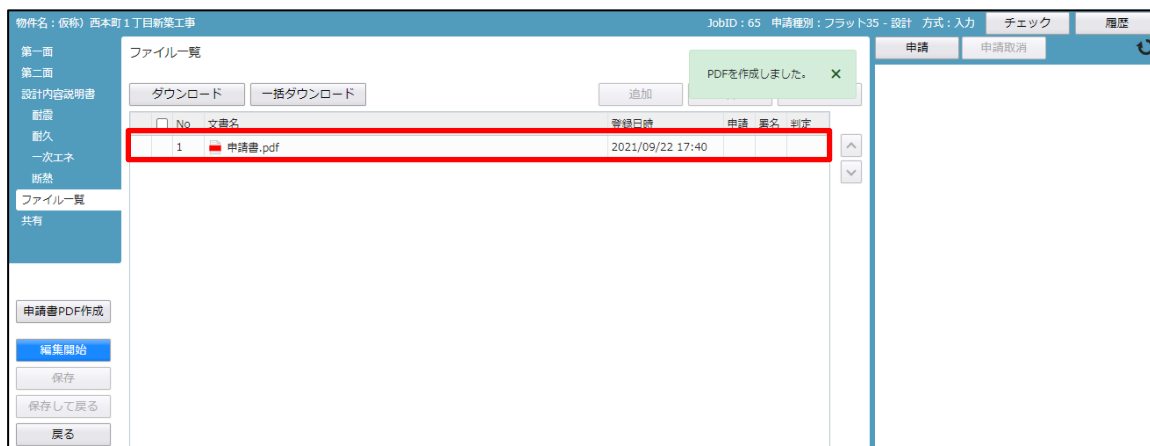 物件名：仮称）西本町１丁目新築工事
JobID：65 申請種別：フラット35 - 設計 方式：入力
チェック
履歴
第一面
第二面
設計内容説明書
耐震
耐久
一次エネ
断熱
ファイル一覧
共有
申請書PDF作成
編集開始
保存
保存して戻る
戻る
ファイル一覧
PDFを作成しました。 ×
ダウンロード
一括ダウンロード
追加
No 文書名 登録日時 申請 署名 判定
1 申請書.pdf 2021/09/22 17:40
申請
申請取消